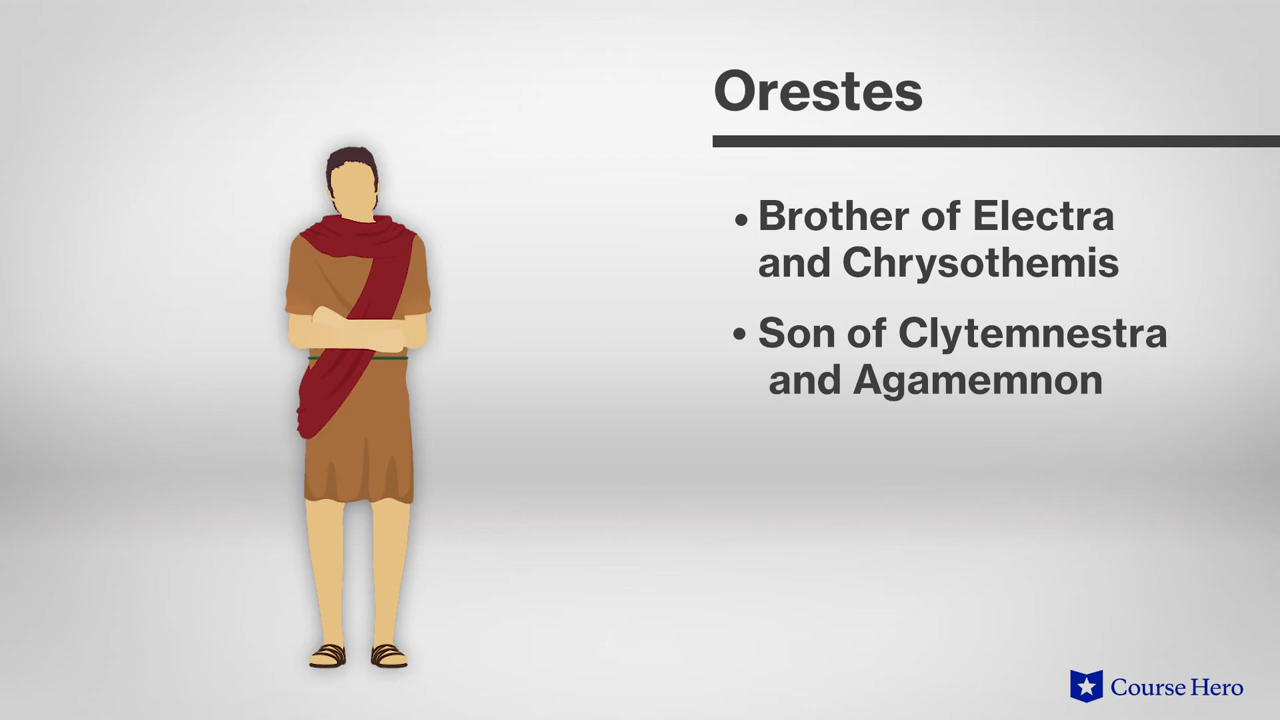 Orestes
• Brother of Electra
and Chrysothemis
• Son of Clytemnestra
and Agamemnon
Course Hero